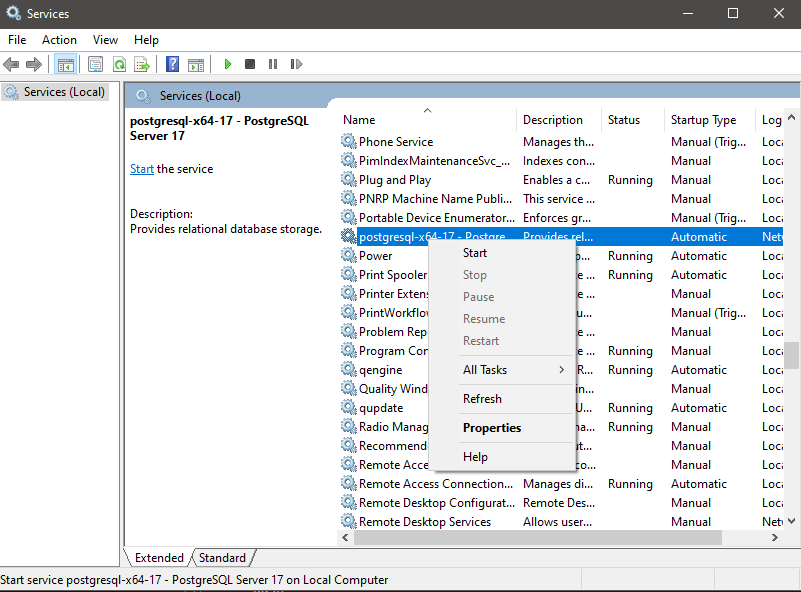 Services
File Action View Help
Services (Local)
Services (Local)
postgresql-x64-17 - PostgreSQL
Server 17
Start the service
Description:
Provides relational database storage.
Name Description Status Startup Type Log
Phone Service Manages th... Manual (Trig... Loca
PimIndexMaintenanceSvc_... Indexes con... Manual Loca
Plug and Play Enables a c... Running Manual Loca
PNRP Machine Name Publi... This service ... Manual Loca
Portable Device Enumerator... Enforces gr... Manual (Trig... Loca
postgresql-x64-17 - Postgre... Provides rel... Automatic Netw
Power p... Running Automatic Loca
Print Spooler e ... Running Automatic Loca
Printer Extens e ... Manual Loca
PrintWorkflow u... Manual (Trig... Loca
Problem Rep e ... Manual Loca
Program Con e ... Running Manual Loca
qengine R... Running Automatic Loca
Quality Wind in... Manual Loca
qupdate U... Running Automatic Loca
Radio Manag na... Running Manual Loca
Recommend ut... Manual Loca
Remote Acce co... Manual Loca
Remote Access Connection... Manages di... Running Automatic Loca
Remote Desktop Configurat... Remote Des... Manual Loca
Remote Desktop Services Allows user... Manual Netw
Start
Stop
Pause
Resume
Restart
All Tasks
Refresh
Properties
Help
Extended Standard
Start service postgresql-x64-17 - PostgreSQL Server 17 on Local Computer